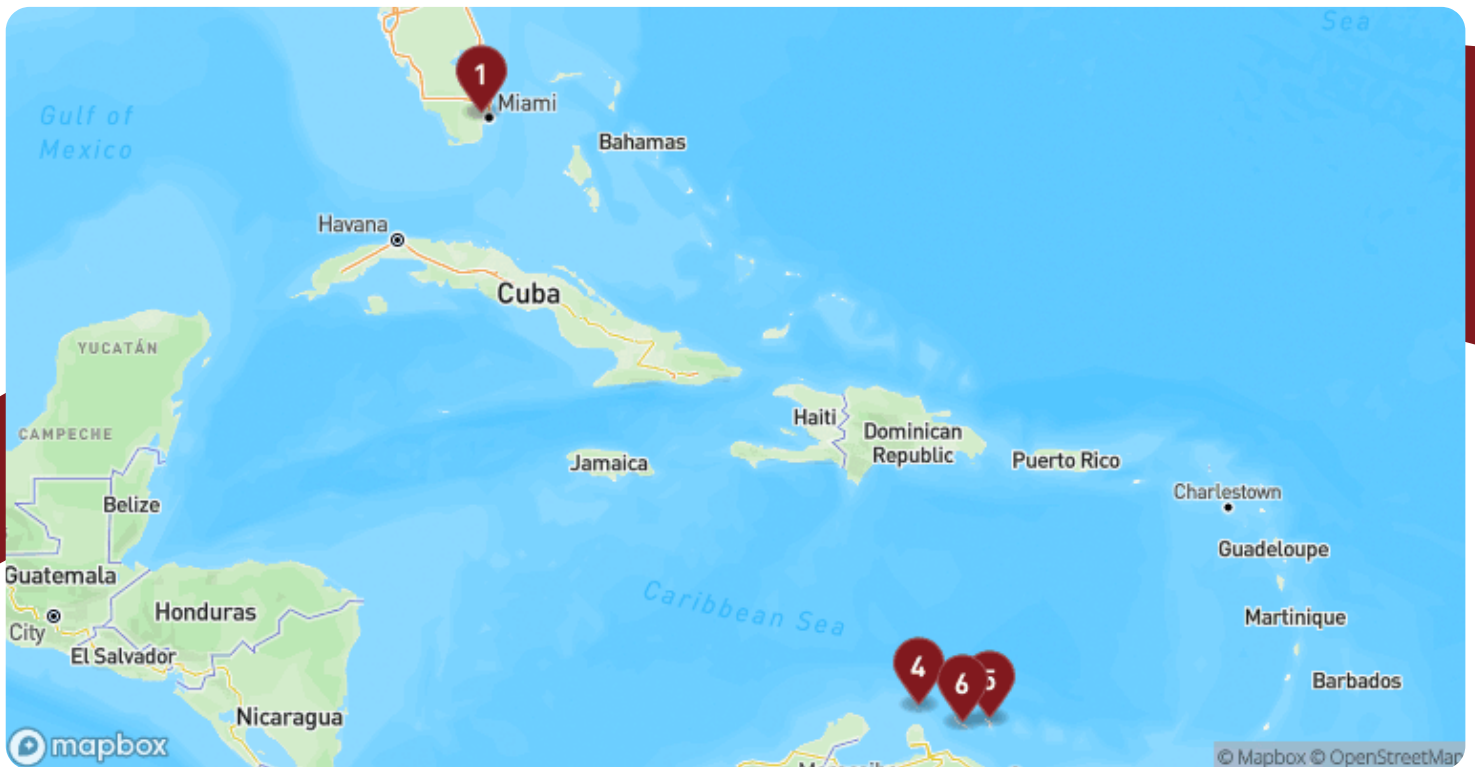 Sea
1
Miami
Gulf of
Mexico
Bahamas
Havana
Cuba
YUCATÁN
CAMPECHE
Haiti
Dominican
Republic
Jamaica
Puerto Rico
Charlestown
Belize
Guadeloupe
Guatemala
Honduras
Caribbean Sea
Martinique
City
El Salvador
4
6
5
Barbados
Nicaragua
mapbox
© Mapbox © OpenStreetMap